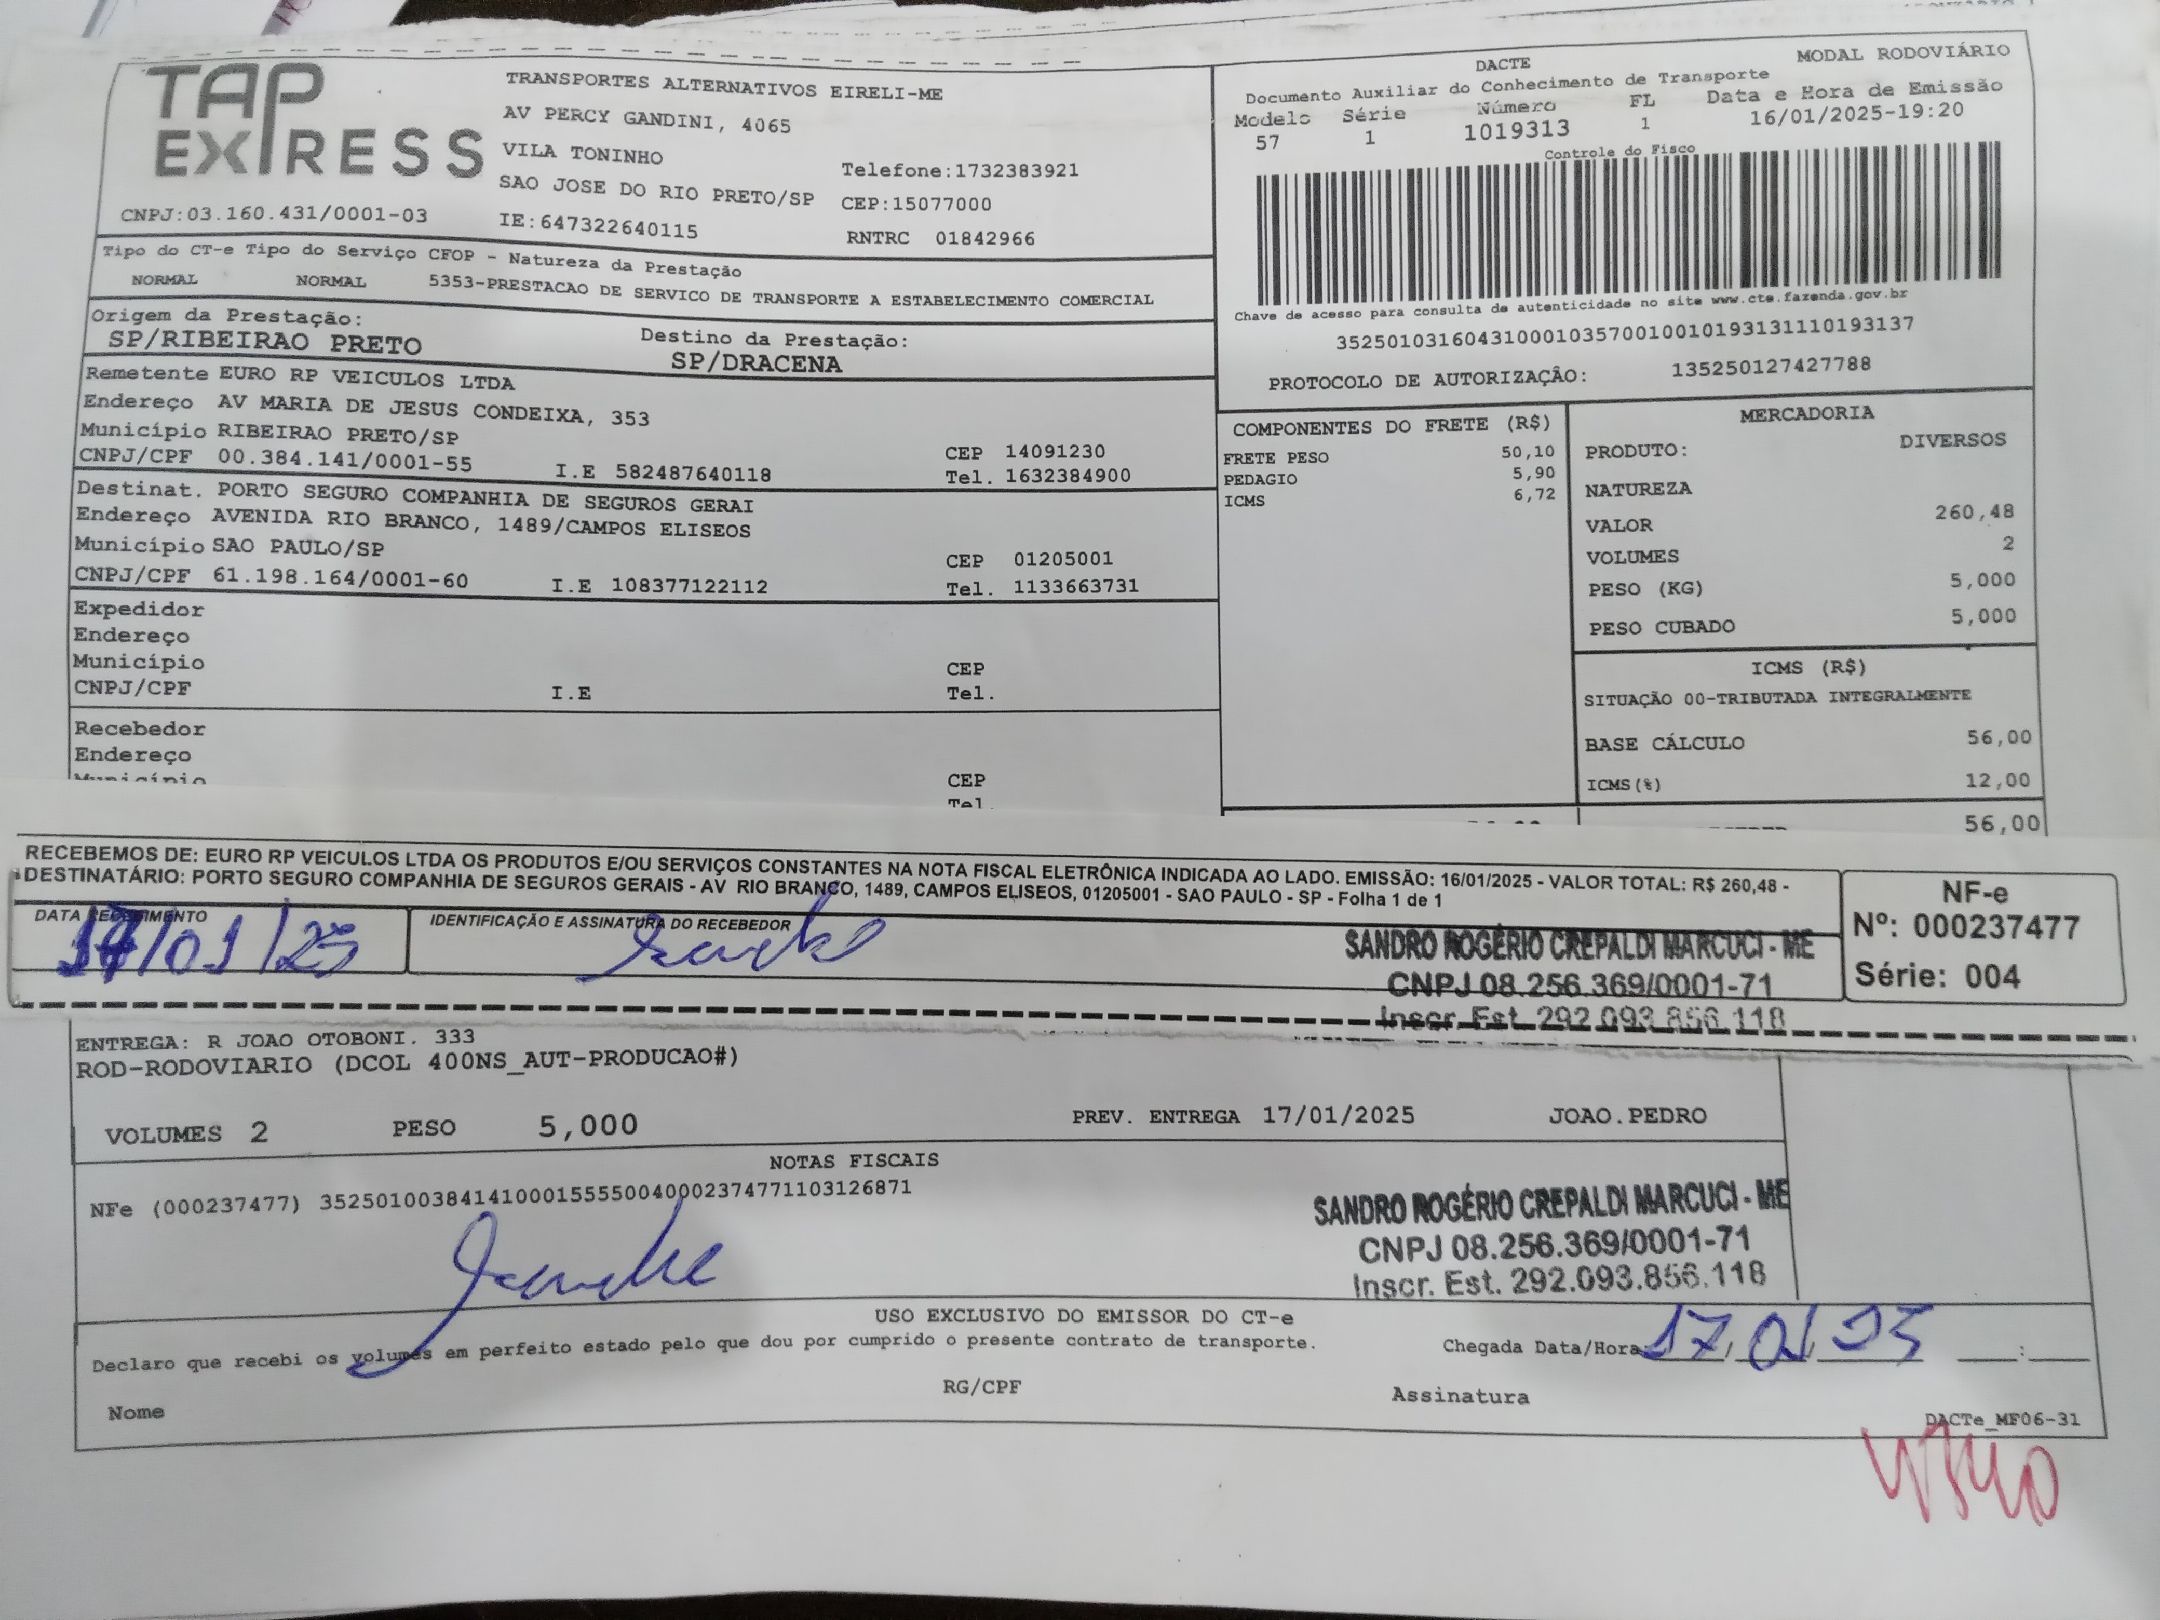 TAP EXPRESS
TRANSPORTES ALTERNATIVOS EIRELI-ME
AV PERCY GANDINI, 4065
VILA TONINHO
Telefone:1732383921
SAO JOSE DO RIO PRETO/SP CEP:15077000
CNPJ:03.160.431/0001-03 IE:647322640115 RNTRC 01842966
MODAL RODOVIÁRIO
DACTE
Documento Auxiliar do Conhecimento de Transporte
Modelo Série Número FL Data e Hora de Emissão
57 1 1019313 1 16/01/2025-19:20
Controle do Fisco
Chave de acesso para consulta de autenticidade no site www.cte.fazenda.gov.br
35250103160431000103570010010193131110193137
PROTOCOLO DE AUTORIZAÇÂO: 135250127427788
Tipo do CT-e Tipo do Serviço CFOP - Natureza da Prestação
NORMAL NORMAL 5353-PRESTACAO DE SERVICO DE TRANSPORTE A ESTABELECIMENTO COMERCIAL
Origem da Prestação: Destino da Prestação:
SP/RIBEIRAO PRETO SP/DRACENA
Remetente EURO RP VEICULOS LTDA
Endereço AV MARIA DE JESUS CONDEIXA, 353
Município RIBEIRAO PRETO/SP CEP 14091230
CNPJ/CPF 00.384.141/0001-55 I.E 582487640118 Tel. 1632384900
Destinat. PORTO SEGURO COMPANHIA DE SEGUROS GERAI
Endereço AVENIDA RIO BRANCO, 1489/CAMPOS ELISEOS
Município SAO PAULO/SP CEP 01205001
CNPJ/CPF 61.198.164/0001-60 I.E 108377122112 Tel. 1133663731
Expedidor
Endereço
Município CEP
CNPJ/CPF I.E Tel.
Recebedor
Endereço
Município CEP
Tel.
COMPONENTES DO FRETE (R$)
FRETE PESO 50,10
PEDAGIO 5,90
ICMS 6,72
MERCADORIA
PRODUTO: DIVERSOS
NATUREZA
VALOR 260,48
VOLUMES 2
PESO (KG) 5,000
PESO CUBADO 5,000
ICMS (R$)
SITUAÇÃO 00-TRIBUTADA INTEGRALMENTE
BASE CÁLCULO 56,00
ICMS(%) 12,00
56,00
RECEBEMOS DE: EURO RP VEICULOS LTDA OS PRODUTOS E/OU SERVIÇOS CONSTANTES NA NOTA FISCAL ELETRÔNICA INDICADA AO LADO. EMISSÃO: 16/01/2025 - VALOR TOTAL: R$ 260,48 -
DESTINATÁRIO: PORTO SEGURO COMPANHIA DE SEGUROS GERAIS - AV RIO BRANCO, 1489, CAMPOS ELISEOS, 01205001 - SAO PAULO - SP - Folha 1 de 1
DATA RECEBIMENTO IDENTIFICAÇÃO E ASSINATURA DO RECEBEDOR
17/01/25
SANDRO ROGÉRIO CREPALDI MARCUCI - ME
CNPJ 08.256.369/0001-71
Inscr. Est. 292.093.856.118
NF-e
Nº: 000237477
Série: 004
ENTREGA: R JOAO OTOBONI. 333
ROD-RODOVIARIO (DCOL 400NS_AUT-PRODUCAO#)
VOLUMES 2 PESO 5,000 PREV. ENTREGA 17/01/2025 JOAO.PEDRO
NOTAS FISCAIS
NFe (000237477) 35250100384141000155550040002374771103126871
SANDRO ROGÉRIO CREPALDI MARCUCI - ME
CNPJ 08.256.369/0001-71
Inscr. Est. 292.093.856.118
USO EXCLUSIVO DO EMISSOR DO CT-e
Declaro que recebi os volumes em perfeito estado pelo que dou por cumprido o presente contrato de transporte. Chegada Data/Hora 17/01/25 __:__
Nome RG/CPF Assinatura
DACTe_MF06-31